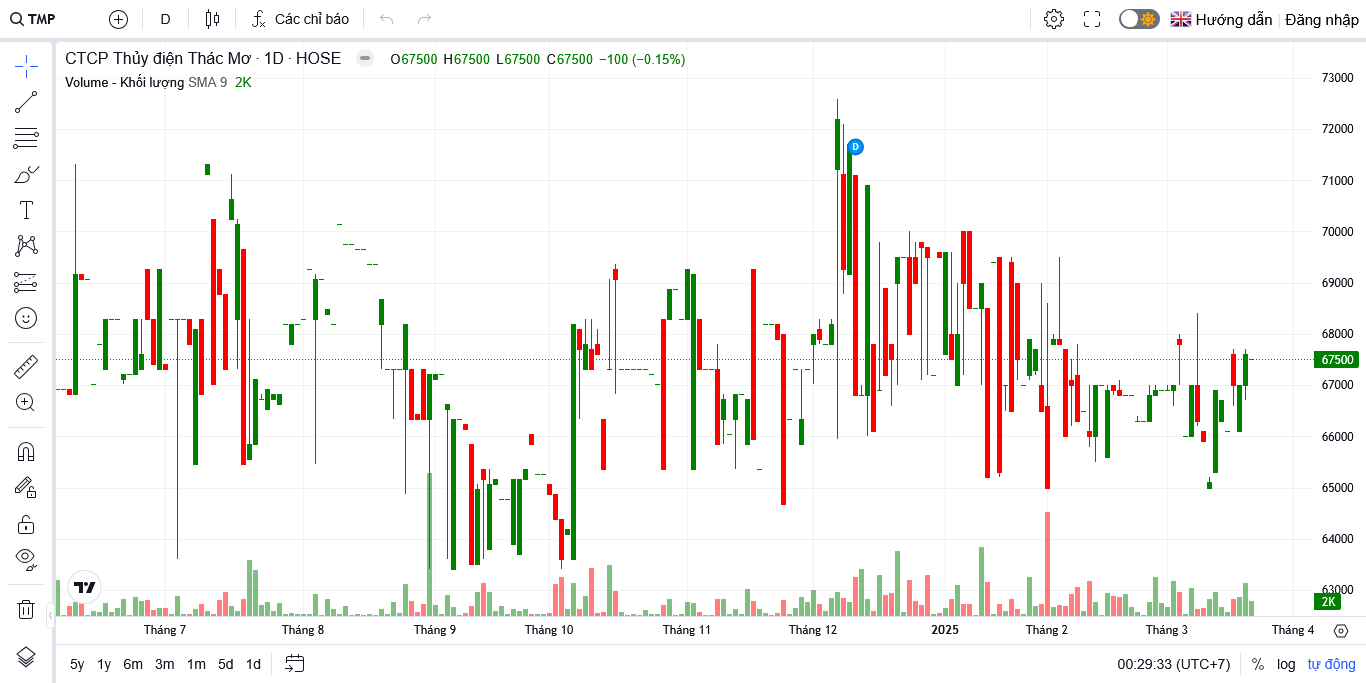 TMP D Các chỉ báo Hướng dẫn Đăng nhập
CTCP Thủy điện Thác Mơ · 1D · HOSE O67500 H67500 L67500 C67500 −100 (−0.15%)
Volume - Khối lượng SMA 9 2K
73000
72000
D
71000
70000
69000
68000
67500
67000
66000
65000
64000
63000
2K
Tháng 7 Tháng 8 Tháng 9 Tháng 10 Tháng 11 Tháng 12 2025 Tháng 2 Tháng 3 Tháng 4
5y 1y 6m 3m 1m 5d 1d 00:29:33 (UTC+7) % log tự động